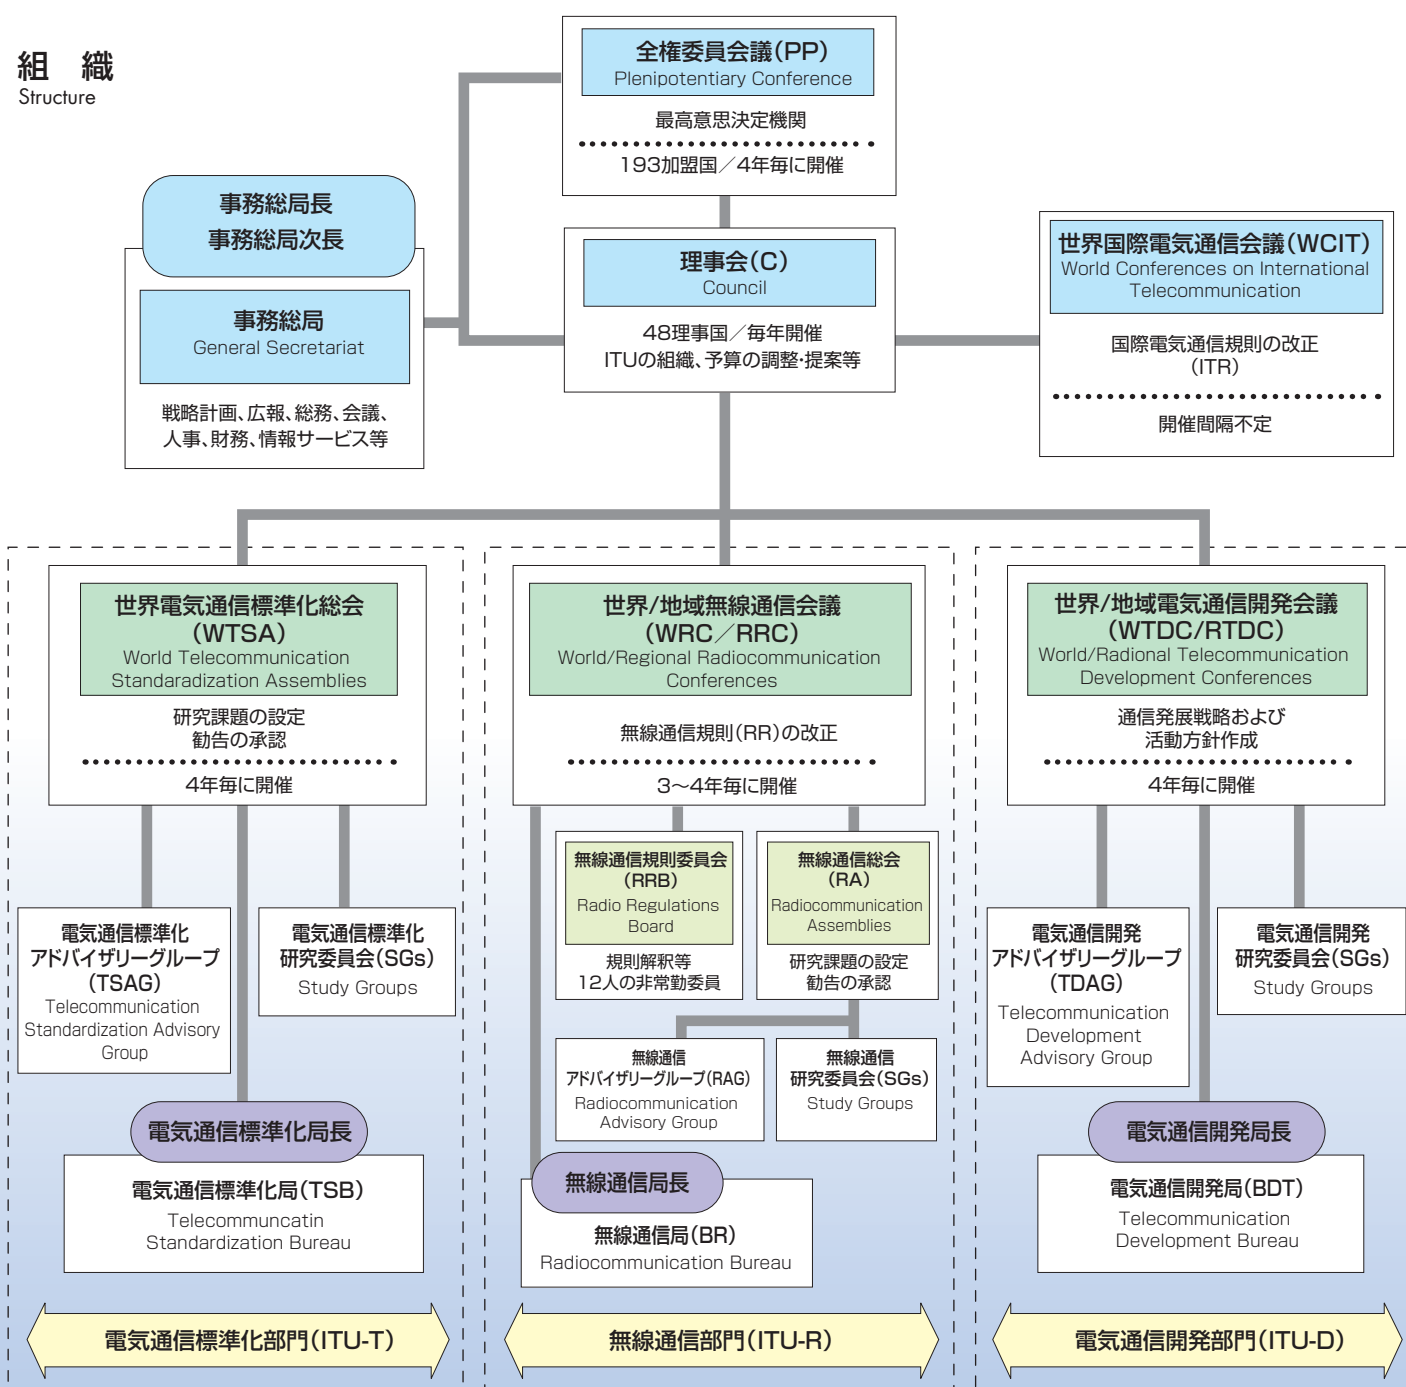 組 織
Structure
全権委員会議(PP)
Plenipotentiary Conference
最高意思決定機関
193加盟国／4年毎に開催
事務総局長
事務総局次長
事務総局
General Secretariat
戦略計画、広報、総務、会議、
人事、財務、情報サービス等
理事会(C)
Council
48理事国／毎年開催
ITUの組織、予算の調整・提案等
世界国際電気通信会議(WCIT)
World Conferences on International
Telecommunication
国際電気通信規則の改正
(ITR)
開催間隔不定
世界電気通信標準化総会
(WTSA)
World Telecommunication
Standaradization Assemblies
研究課題の設定
勧告の承認
4年毎に開催
電気通信標準化
アドバイザリーグループ
(TSAG)
Telecommunication
Standardization Advisory
Group
電気通信標準化
研究委員会(SGs)
Study Groups
電気通信標準化局長
電気通信標準化局(TSB)
Telecommuncatin
Standardization Bureau
電気通信標準化部門(ITU-T)
世界/地域無線通信会議
(WRC／RRC)
World/Regional Radiocommunication
Conferences
無線通信規則(RR)の改正
3〜4年毎に開催
無線通信規則委員会
(RRB)
Radio Regulations
Board
規則解釈等
12人の非常勤委員
無線通信総会
(RA)
Radiocommunication
Assemblies
研究課題の設定
勧告の承認
無線通信
アドバイザリーグループ(RAG)
Radiocommunication
Advisory Group
無線通信
研究委員会(SGs)
Study Groups
無線通信局長
無線通信局(BR)
Radiocommunication Bureau
無線通信部門(ITU-R)
世界/地域電気通信開発会議
(WTDC/RTDC)
World/Radional Telecommunication
Development Conferences
通信発展戦略および
活動方針作成
4年毎に開催
電気通信開発
アドバイザリーグループ
(TDAG)
Telecommunication
Development
Advisory Group
電気通信開発
研究委員会(SGs)
Study Groups
電気通信開発局長
電気通信開発局(BDT)
Telecommunication
Development Bureau
電気通信開発部門(ITU-D)